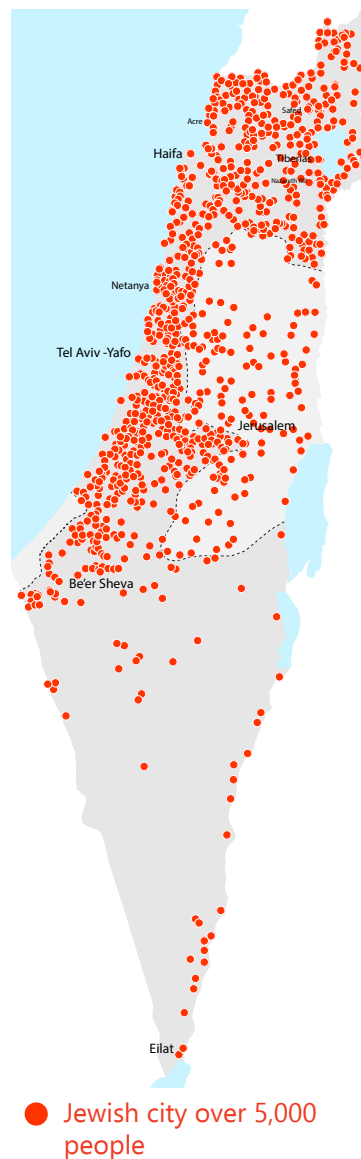 Safed
Acre
Haifa
Tiberias
Netanya
Tel Aviv -Yafo
Jerusalem
Be'er Sheva
Eilat
Jewish city over 5,000
people